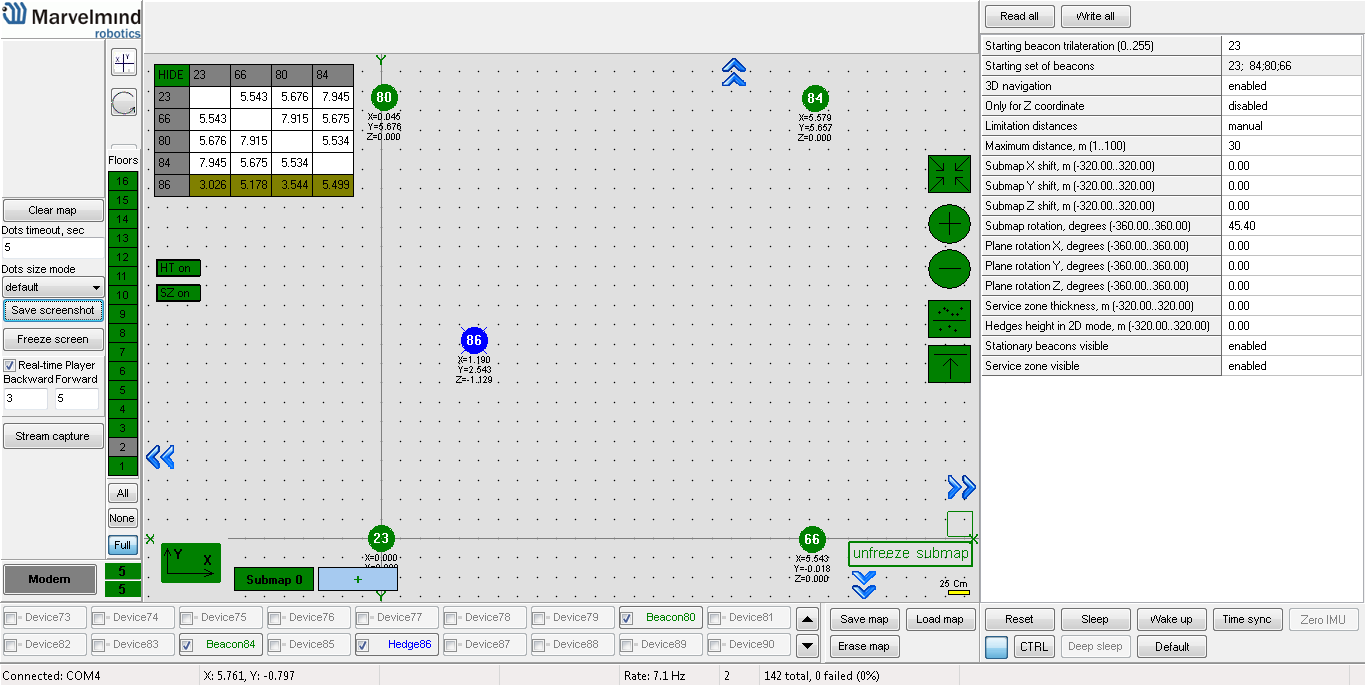 Marvelmind
robotics
Read all
Write all
HIDE 23 66 80 84
23 5.543 5.676 7.945
66 5.543 7.915 5.675
80 5.676 7.915 5.534
84 7.945 5.675 5.534
86 3.026 5.178 3.544 5.499
Y
80
X=0.045
Y=5.676
Z=0.000
84
X=5.579
Y=5.657
Z=0.000
Floors
16
15
14
13
12
11
10
9
8
7
6
5
4
3
2
1
All
None
Full
5
5
Clear map
Dots timeout, sec
5
Dots size mode
default
Save screenshot
Freeze screen
Real-time Player
Backward Forward
3 5
Stream capture
Modern
HT on
SZ on
86
X=1.190
Y=2.543
Z=-1.129
X
23
X=0.000
Y=0.000
66
X=5.543
Y=-0.018
Z=0.000
X
unfreeze submap
25 Cm
Y X
Submap 0
+
Y
Starting beacon trilateration (0..255) 23
Starting set of beacons 23; 84;80;66
3D navigation enabled
Only for Z coordinate disabled
Limitation distances manual
Maximum distance, m (1..100) 30
Submap X shift, m (-320.00..320.00) 0.00
Submap Y shift, m (-320.00..320.00) 0.00
Submap Z shift, m (-320.00..320.00) 0.00
Submap rotation, degrees (-360.00..360.00) 45.40
Plane rotation X, degrees (-360.00..360.00) 0.00
Plane rotation Y, degrees (-360.00..360.00) 0.00
Plane rotation Z, degrees (-360.00..360.00) 0.00
Service zone thickness, m (-320.00..320.00) 0.00
Hedges height in 2D mode, m (-320.00..320.00) 0.00
Stationary beacons visible enabled
Service zone visible enabled
Device73 Device74 Device75 Device76 Device77 Device78 Device79 Beacon80 Device81
Device82 Device83 Beacon84 Device85 Hedge86 Device87 Device88 Device89 Device90
Save map Load map
Erase map
Reset Sleep Wake up Time sync Zero IMU
CTRL Deep sleep Default
Connected: COM4 X: 5.761, Y: -0.797 Rate: 7.1 Hz 2 142 total, 0 failed (0%)